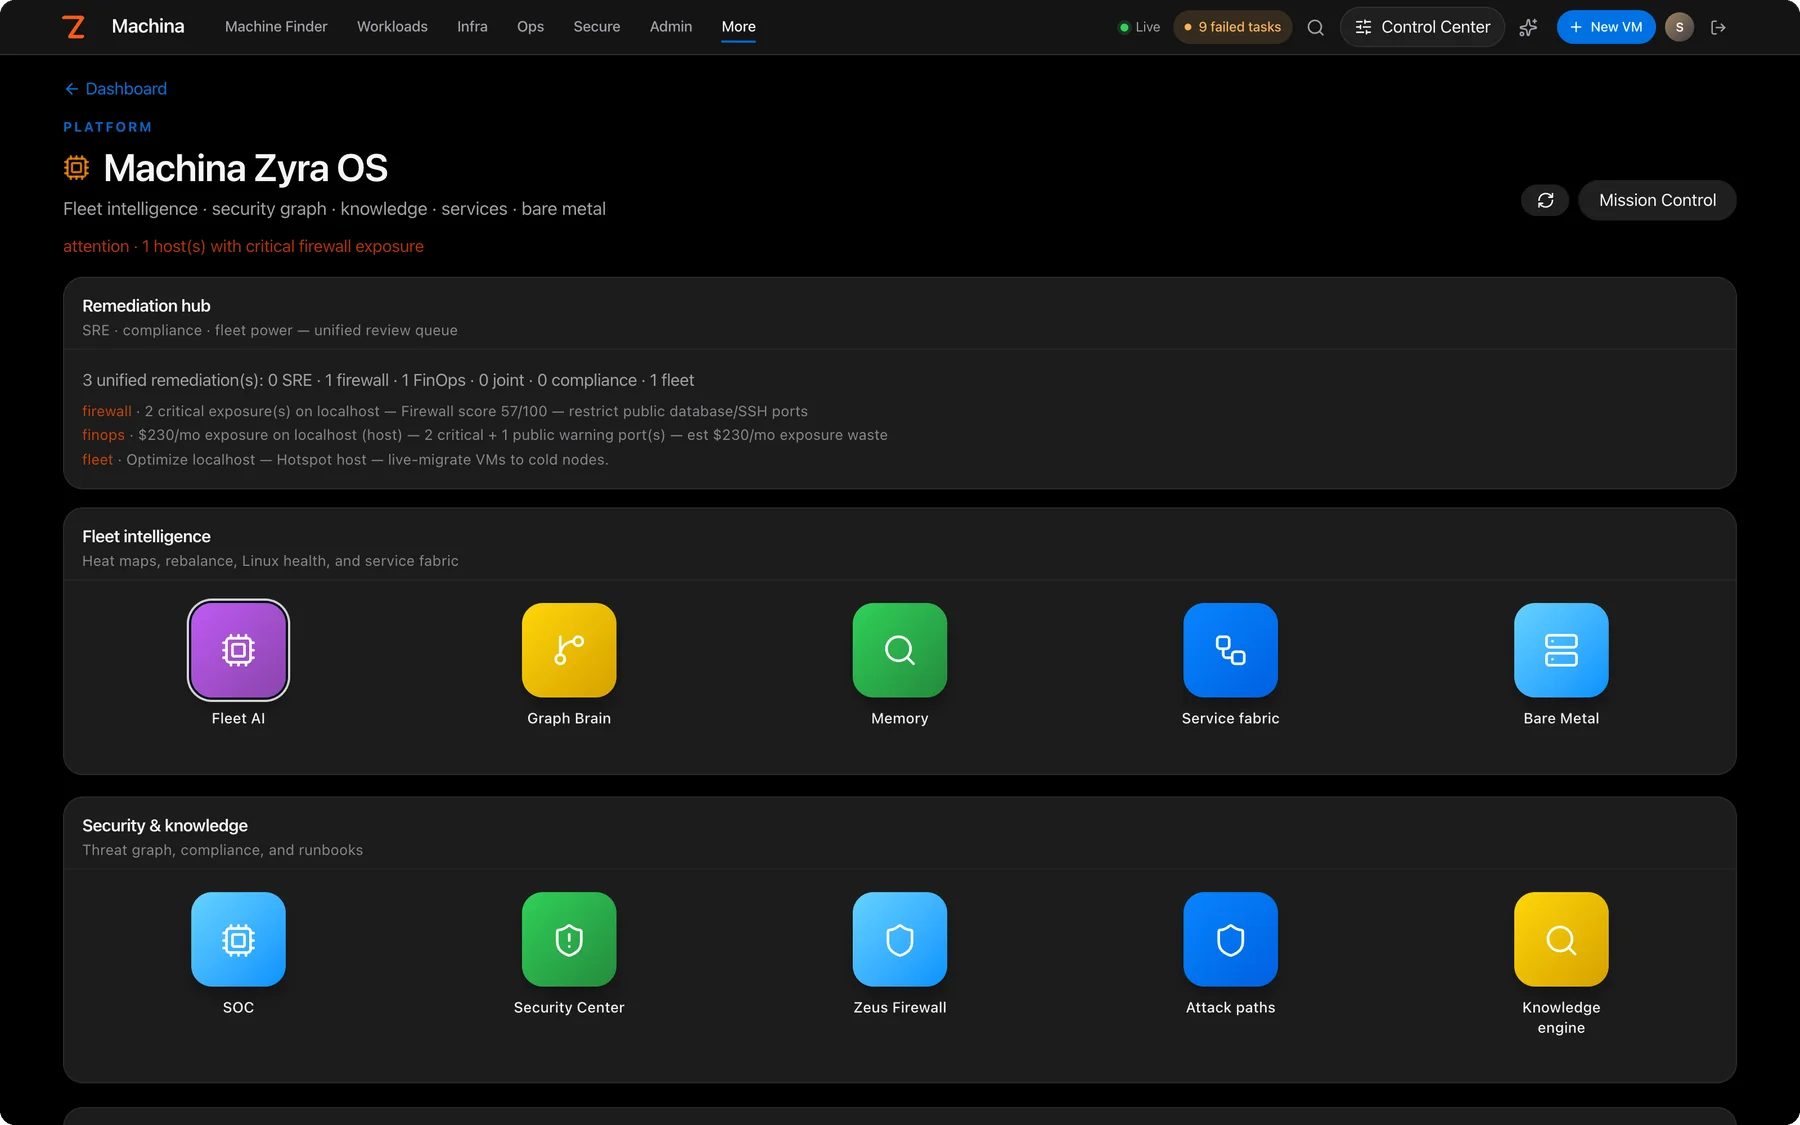 Machina
Machine Finder
Workloads
Infra
Ops
Secure
Admin
More
Live
9 failed tasks
Control Center
+ New VM
S
← Dashboard
PLATFORM
Machina Zyra OS
Fleet intelligence · security graph · knowledge · services · bare metal
Mission Control
attention · 1 host(s) with critical firewall exposure
Remediation hub
SRE · compliance · fleet power — unified review queue
3 unified remediation(s): 0 SRE · 1 firewall · 1 FinOps · 0 joint · 0 compliance · 1 fleet
firewall · 2 critical exposure(s) on localhost — Firewall score 57/100 — restrict public database/SSH ports
finops · $230/mo exposure on localhost (host) — 2 critical + 1 public warning port(s) — est $230/mo exposure waste
fleet · Optimize localhost — Hotspot host — live-migrate VMs to cold nodes.
Fleet intelligence
Heat maps, rebalance, Linux health, and service fabric
Fleet AI
Graph Brain
Memory
Service fabric
Bare Metal
Security & knowledge
Threat graph, compliance, and runbooks
SOC
Security Center
Zeus Firewall
Attack paths
Knowledge
engine